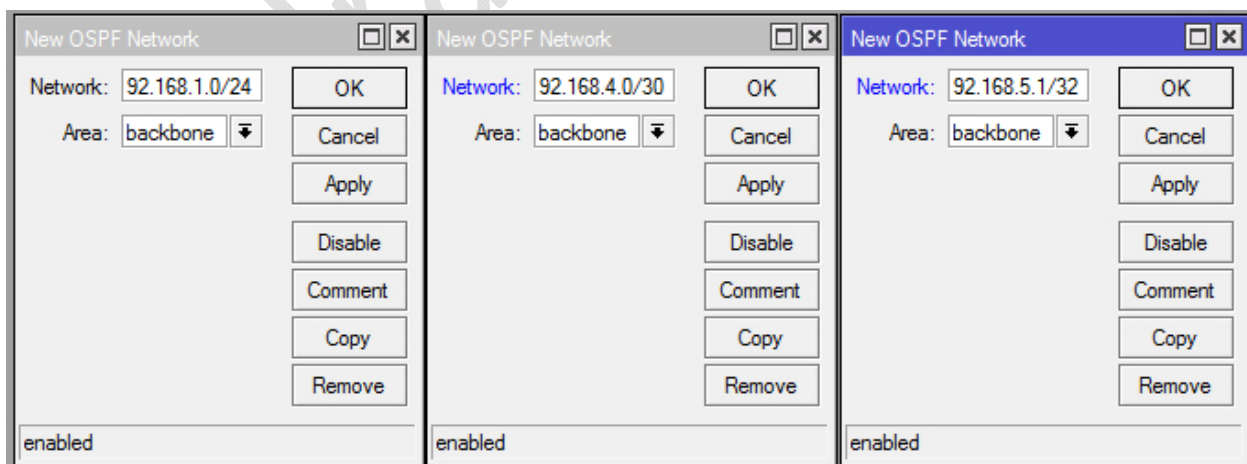 New OSPF Network
Network: 92.168.1.0/24
Area: backbone
OK
Cancel
Apply
Disable
Comment
Copy
Remove
enabled
New OSPF Network
Network: 92.168.4.0/30
Area: backbone
OK
Cancel
Apply
Disable
Comment
Copy
Remove
enabled
New OSPF Network
Network: 92.168.5.1/32
Area: backbone
OK
Cancel
Apply
Disable
Comment
Copy
Remove